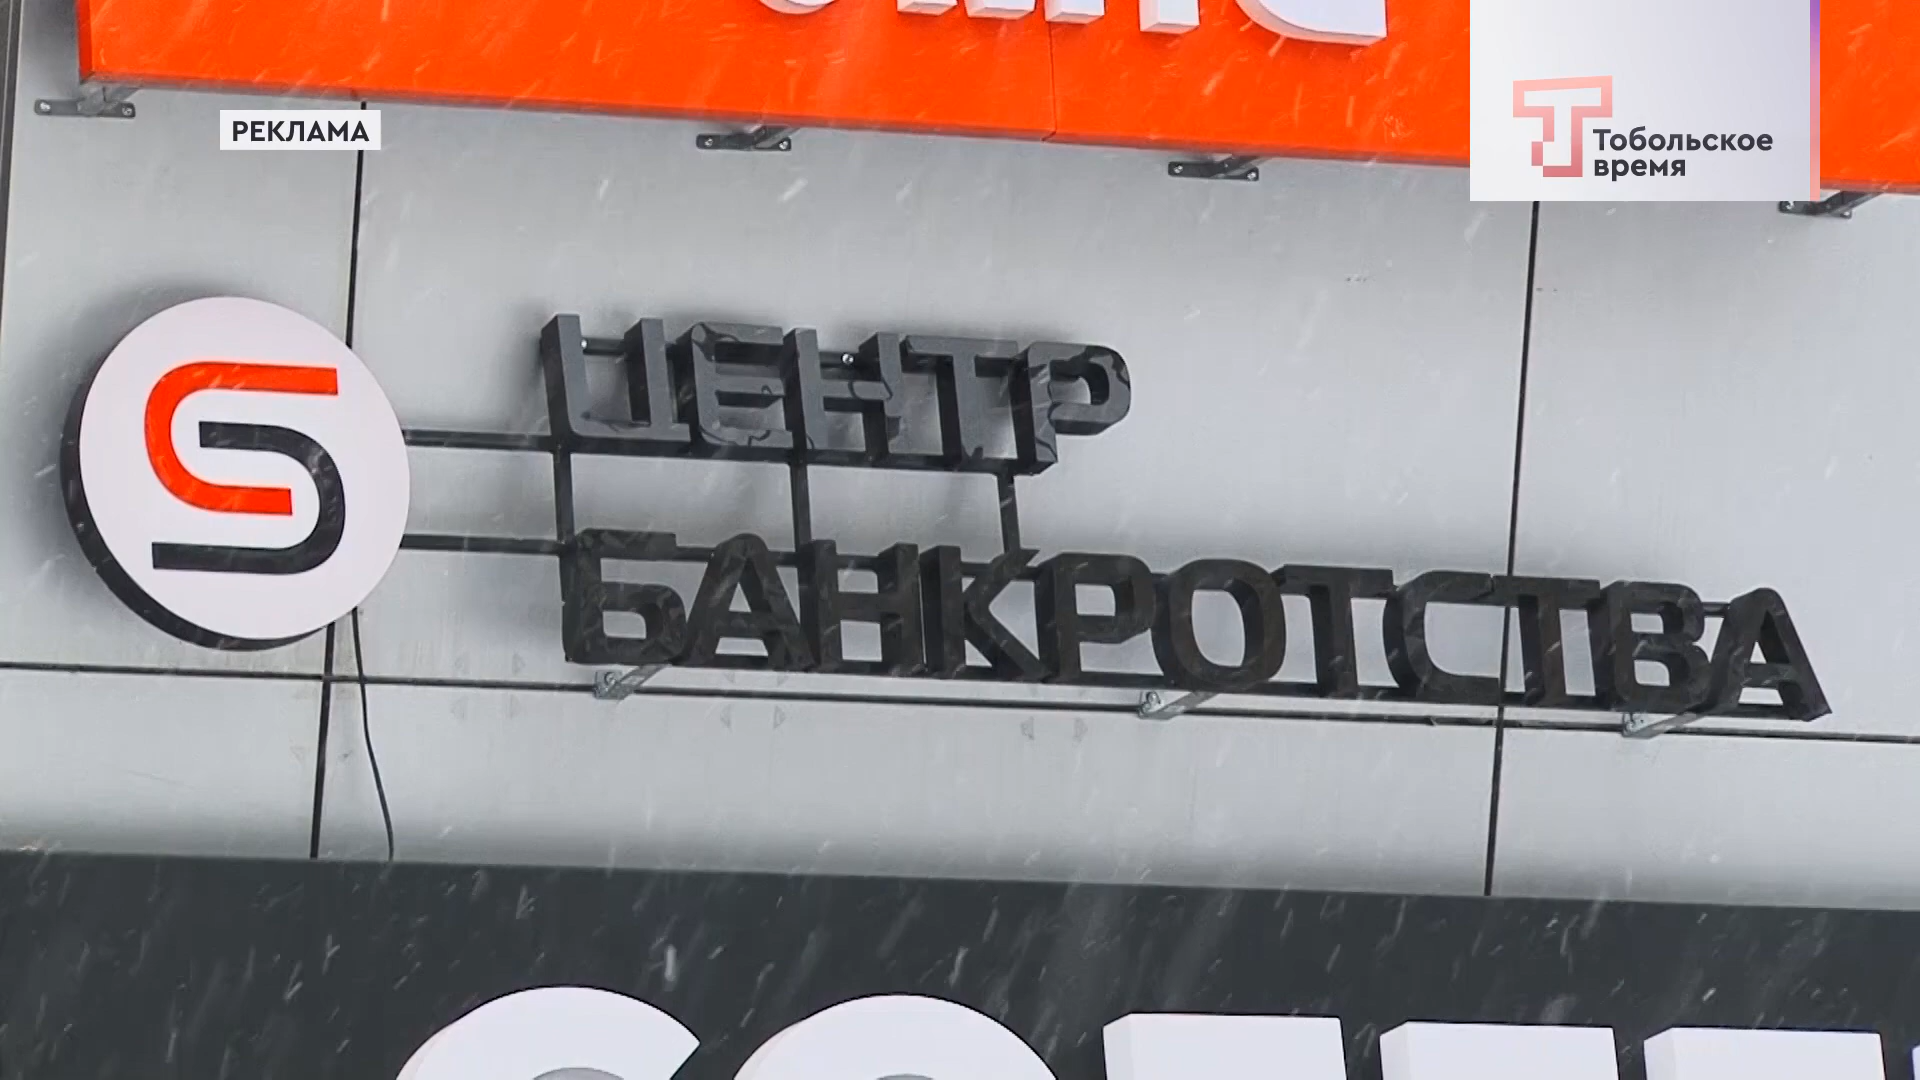 РЕКЛАМА
Тобольское
время
ЦЕНТР
БАНКРОТСТВА